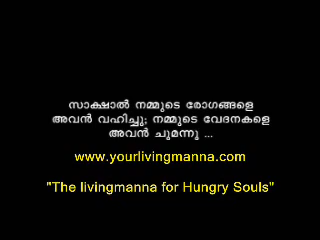 സാക്ഷാൽ നമ്മുടെ രോഗങ്ങളെ
അവൻ വഹിച്ചു; നമ്മുടെ വേദനകളെ
അവൻ ചുമന്നു ...
www.yourlivingmanna.com
"The livingmanna for Hungry Souls"